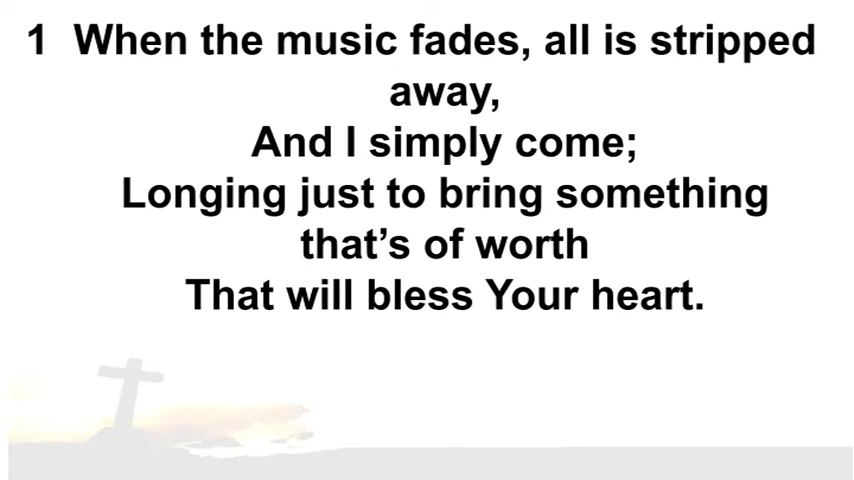 1 When the music fades, all is stripped
away,
And I simply come;
Longing just to bring something
that’s of worth
That will bless Your heart.